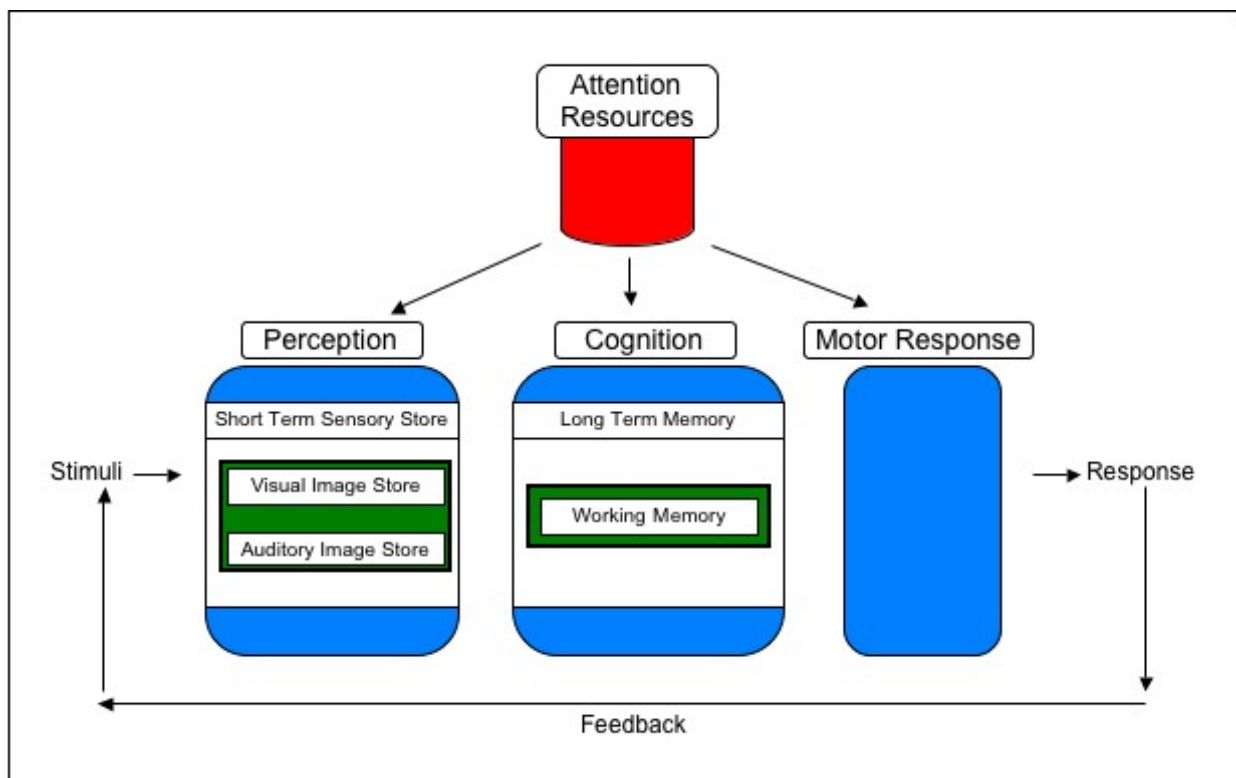 Attention
Resources
Perception
Cognition
Motor Response
Short Term Sensory Store
Long Term Memory
Stimuli
Visual Image Store
Auditory Image Store
Working Memory
Response
Feedback